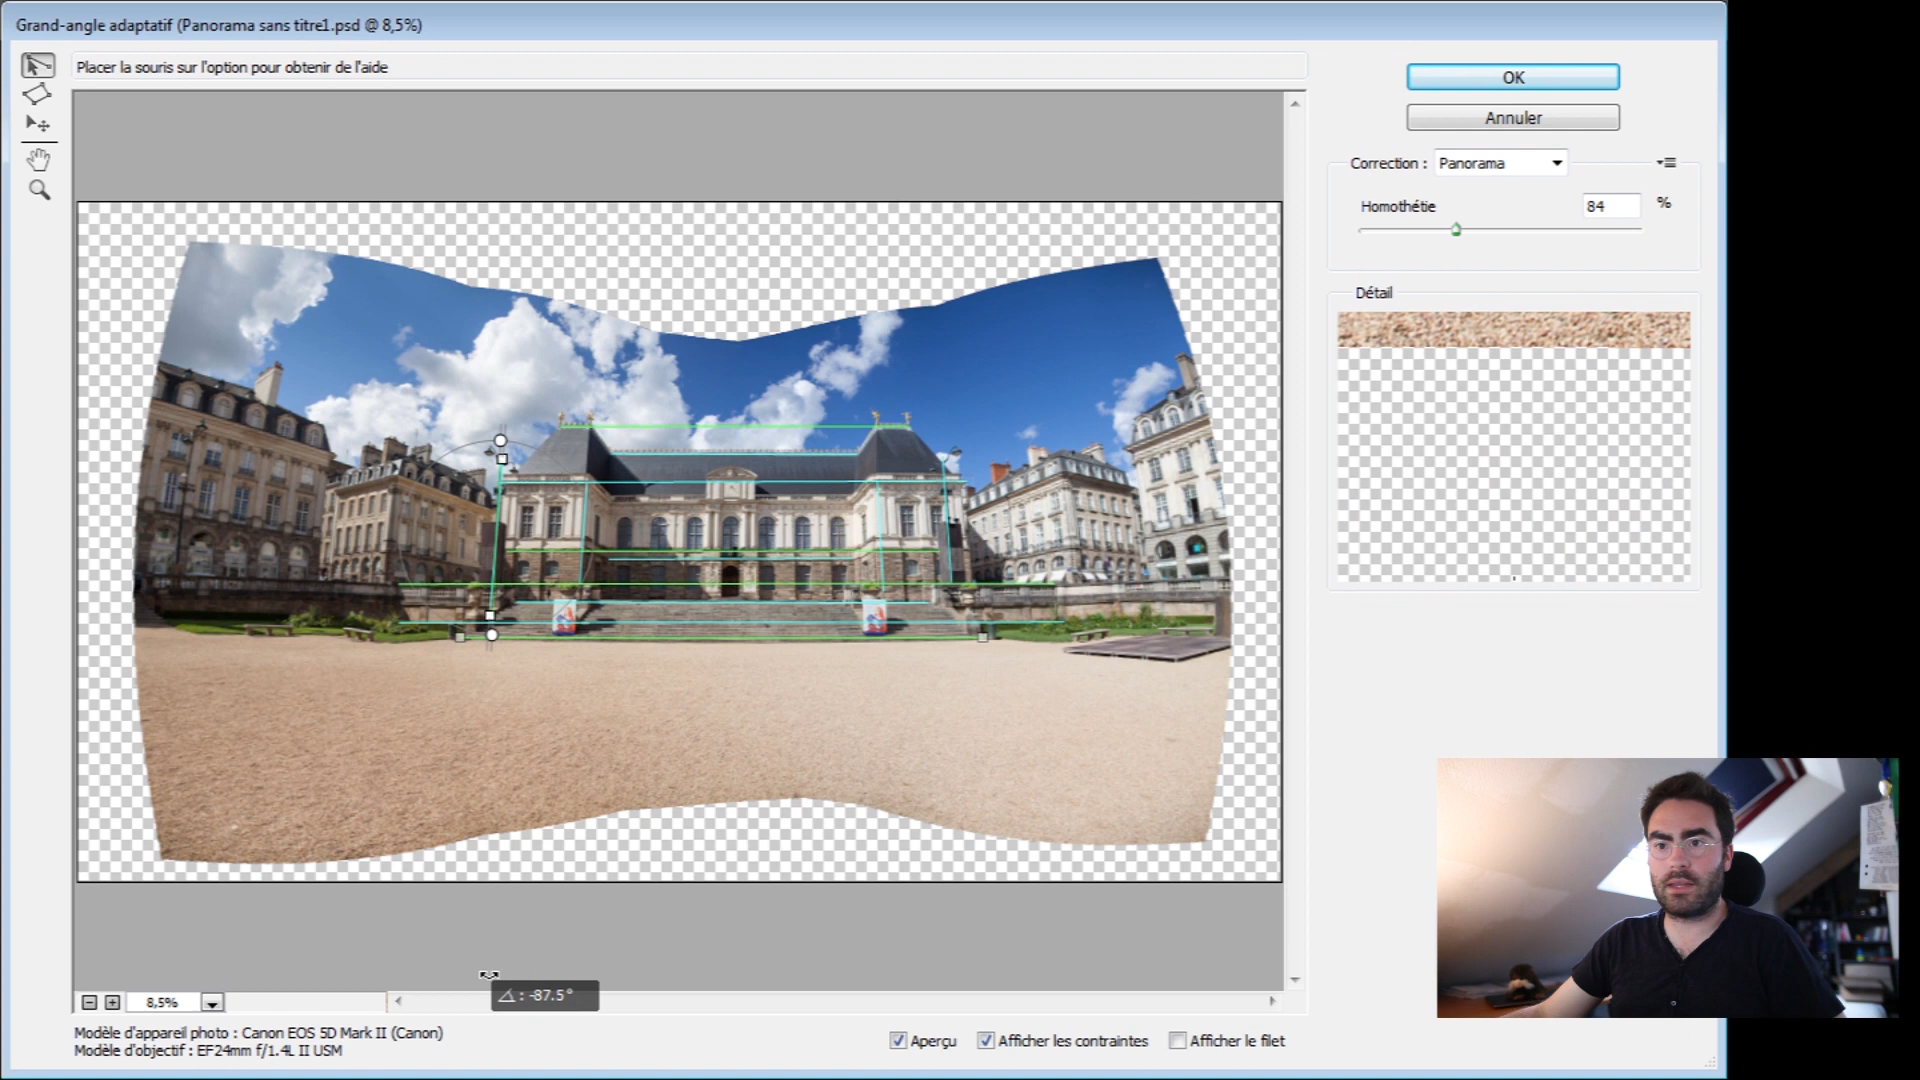 Grand-angle adaptatif (Panorama sans titre1.psd @ 8,5%)
Placer la souris sur l'option pour obtenir de l'aide
OK
Annuler
Correction : Panorama
Homothétie 84 %
Détail
: -87.5°
8,5%
Modèle d'appareil photo : Canon EOS 5D Mark II (Canon)
Modèle d'objectif : EF24mm f/1.4L II USM
Aperçu Afficher les contraintes Afficher le filet